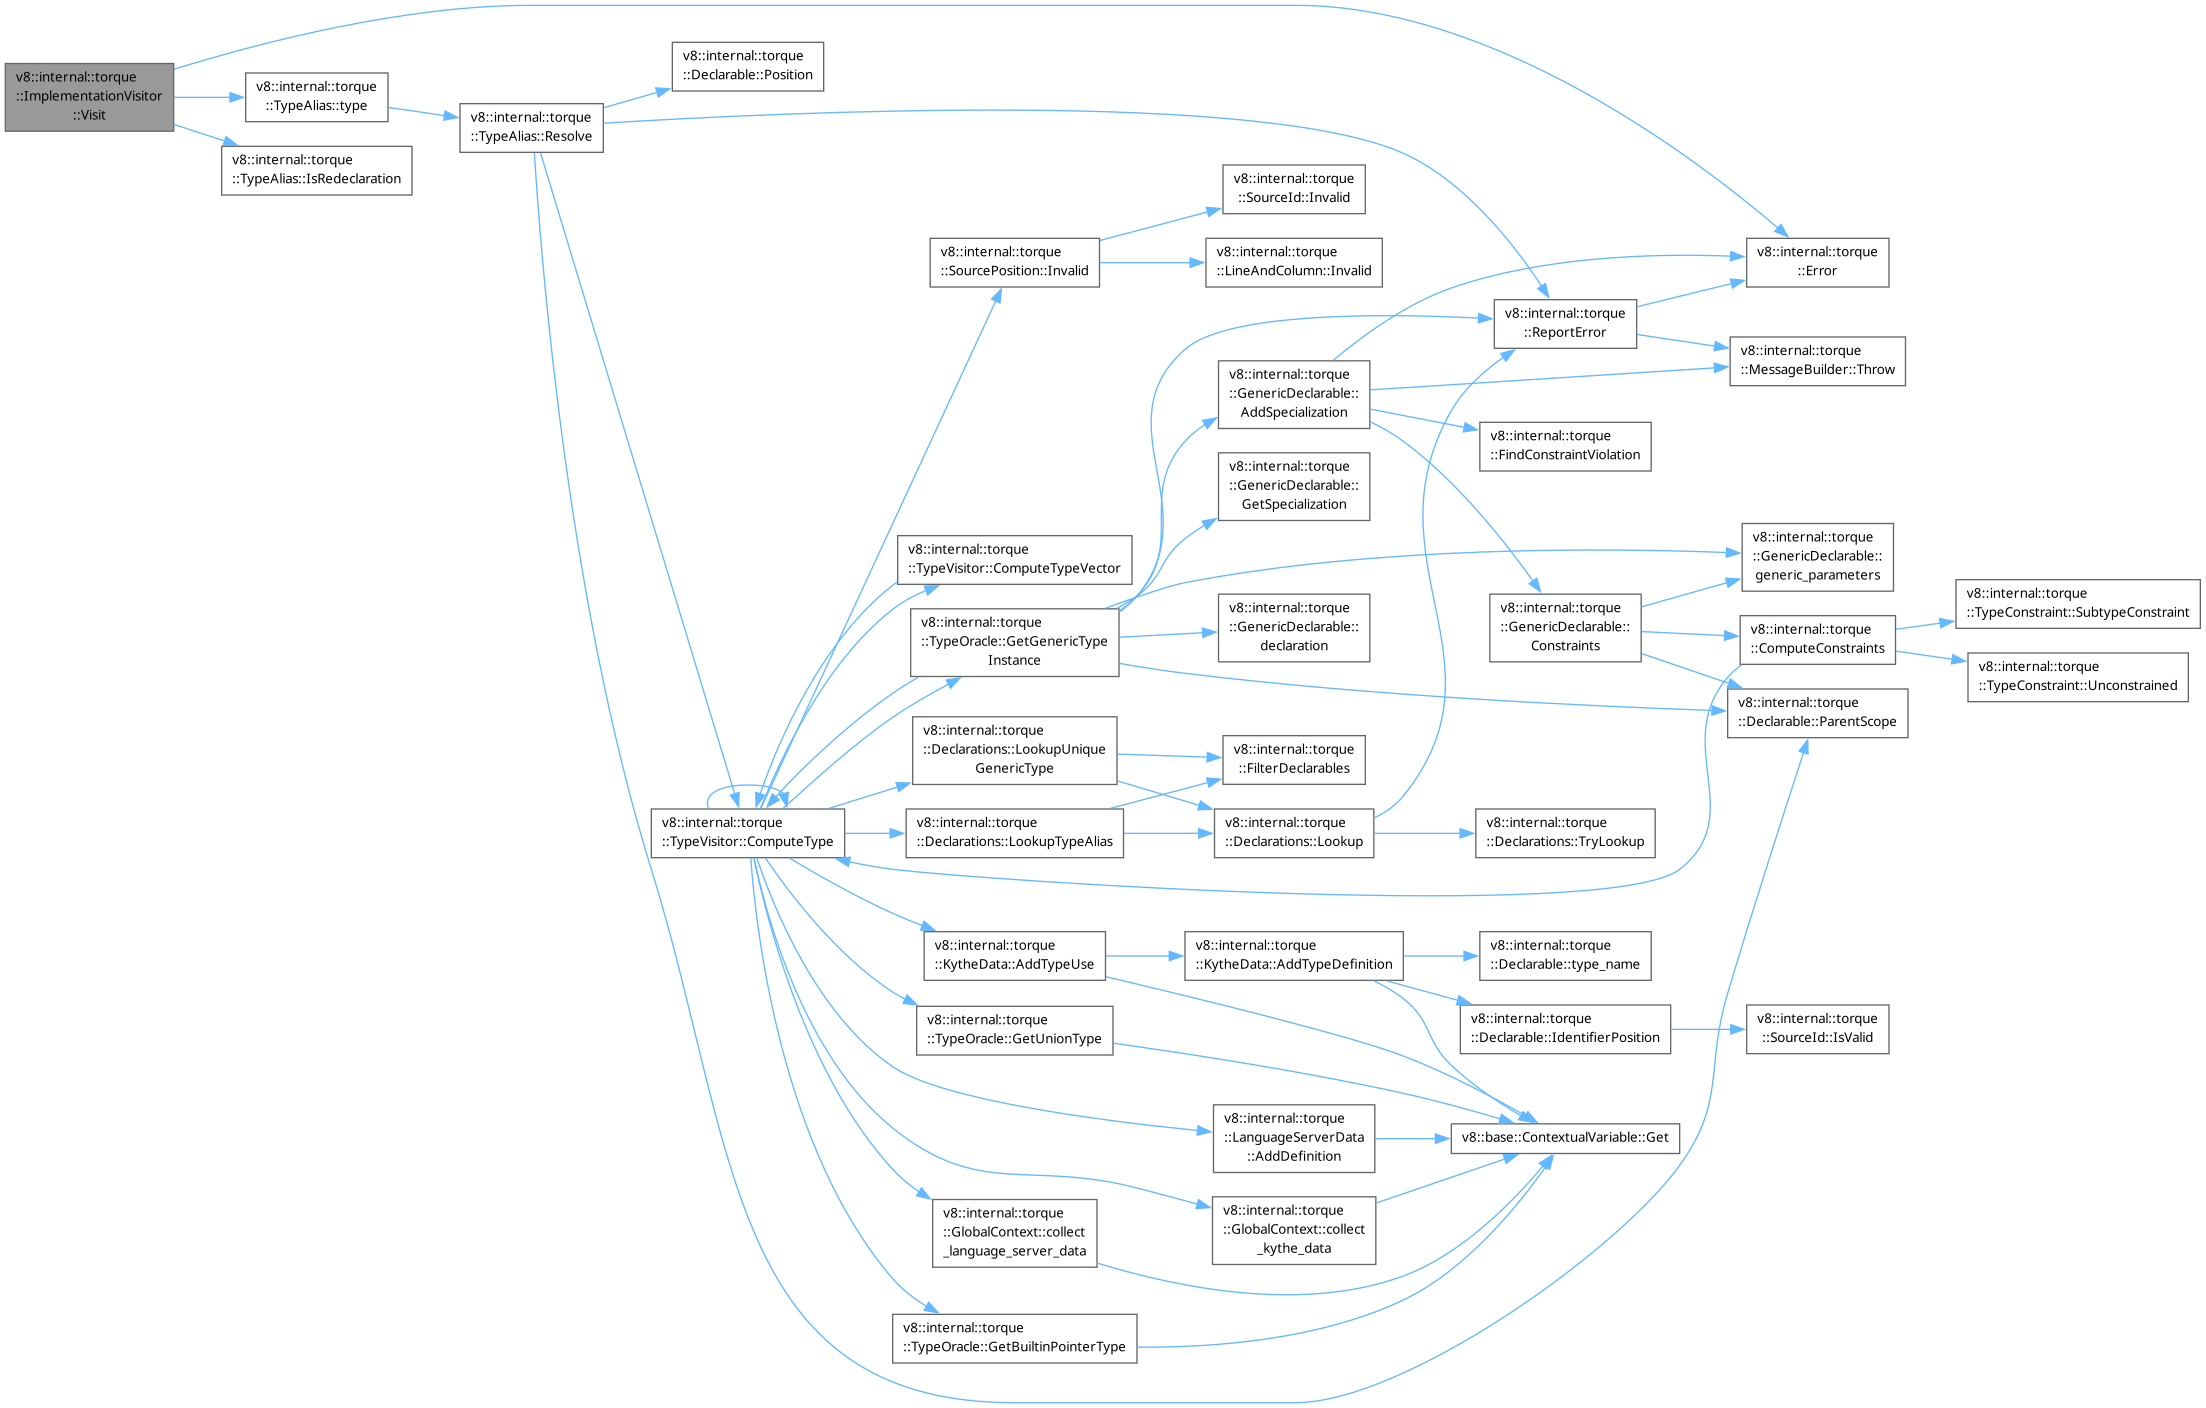 v8::internal::torque
::ImplementationVisitor
::Visit
v8::internal::torque
::TypeAlias::type
v8::internal::torque
::TypeAlias::IsRedeclaration
v8::internal::torque
::TypeAlias::Resolve
v8::internal::torque
::Declarable::Position
v8::internal::torque
::TypeVisitor::ComputeType
v8::internal::torque
::SourcePosition::Invalid
v8::internal::torque
::TypeVisitor::ComputeTypeVector
v8::internal::torque
::TypeOracle::GetGenericType
Instance
v8::internal::torque
::Declarations::LookupUnique
GenericType
v8::internal::torque
::Declarations::LookupTypeAlias
v8::internal::torque
::KytheData::AddTypeUse
v8::internal::torque
::TypeOracle::GetUnionType
v8::internal::torque
::GlobalContext::collect
_language_server_data
v8::internal::torque
::TypeOracle::GetBuiltinPointerType
v8::internal::torque
::SourceId::Invalid
v8::internal::torque
::LineAndColumn::Invalid
v8::internal::torque
::GenericDeclarable::
AddSpecialization
v8::internal::torque
::GenericDeclarable::
GetSpecialization
v8::internal::torque
::GenericDeclarable::
declaration
v8::internal::torque
::FilterDeclarables
v8::internal::torque
::Declarations::Lookup
v8::internal::torque
::KytheData::AddTypeDefinition
v8::internal::torque
::LanguageServerData
::AddDefinition
v8::internal::torque
::GlobalContext::collect
_kythe_data
v8::internal::torque
::ReportError
v8::internal::torque
::FindConstraintViolation
v8::internal::torque
::GenericDeclarable::
Constraints
v8::internal::torque
::Declarations::TryLookup
v8::internal::torque
::Declarable::type_name
v8::internal::torque
::Declarable::IdentifierPosition
v8::base::ContextualVariable::Get
v8::internal::torque
::Error
v8::internal::torque
::MessageBuilder::Throw
v8::internal::torque
::GenericDeclarable::
generic_parameters
v8::internal::torque
::ComputeConstraints
v8::internal::torque
::Declarable::ParentScope
v8::internal::torque
::SourceId::IsValid
v8::internal::torque
::TypeConstraint::SubtypeConstraint
v8::internal::torque
::TypeConstraint::Unconstrained